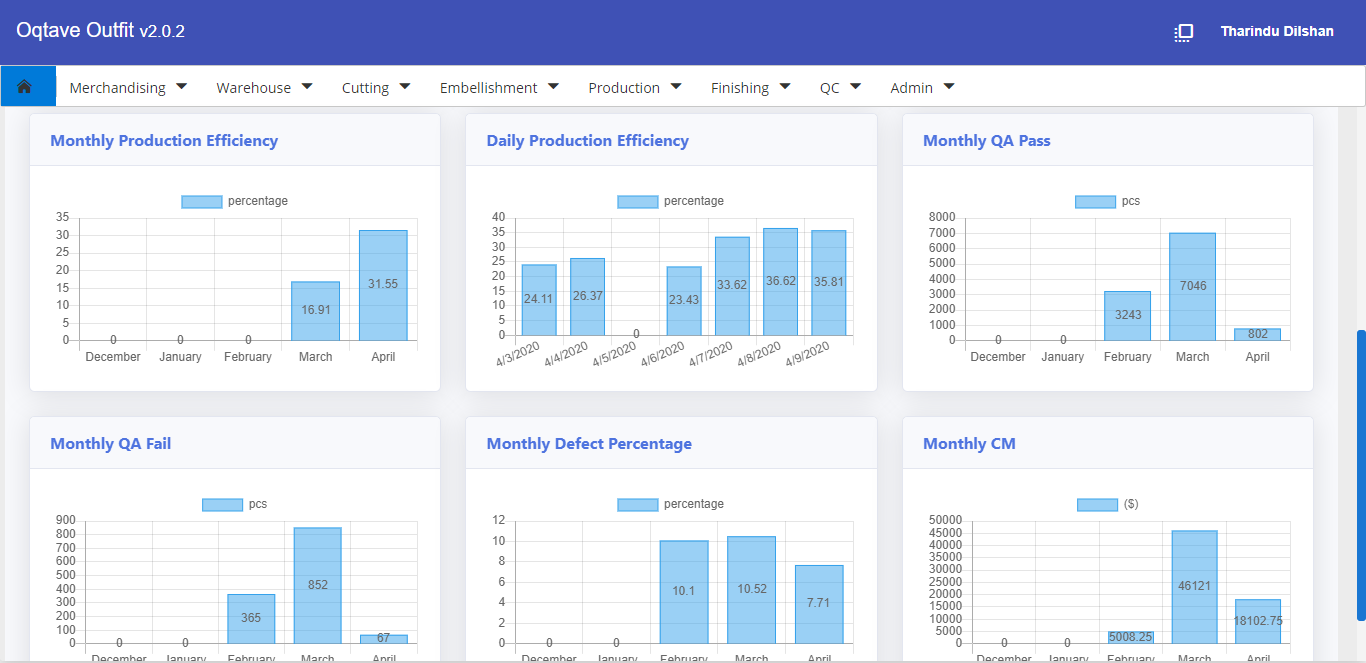 Oqtave Outfit v2.0.2
Tharindu Dilshan
Merchandising Warehouse Cutting Embellishment Production Finishing QC Admin
Monthly Production Efficiency
percentage
35
30
25
20
15
10
5
0
0 0 0 16.91 31.55
December January February March April
Daily Production Efficiency
percentage
40
35
30
25
20
15
10
5
0
24.11 26.37 0 23.43 33.62 36.62 35.81
4/3/2020 4/4/2020 4/5/2020 4/6/2020 4/7/2020 4/8/2020 4/9/2020
Monthly QA Pass
pcs
8000
7000
6000
5000
4000
3000
2000
1000
0
0 0 3243 7046 802
December January February March April
Monthly QA Fail
pcs
900
800
700
600
500
400
300
200
100
0
0 0 365 852 67
December January February March April
Monthly Defect Percentage
percentage
12
10
8
6
4
2
0
0 0 10.1 10.52 7.71
December January February March April
Monthly CM
($)
50000
45000
40000
35000
30000
25000
20000
15000
10000
5000
0
0 0 5008.25 46121 18102.75
December January February March April